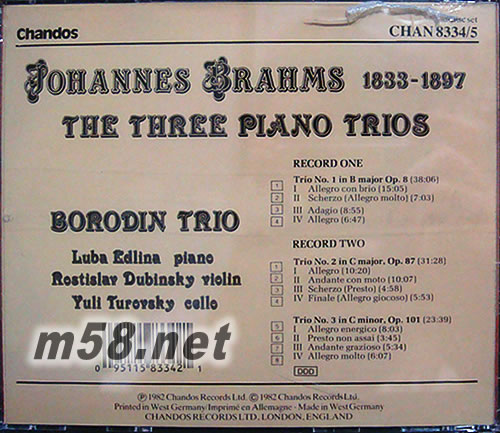 Chandos
disc set
CHAN 8334/5
JOHANNES BRAHMS 1833-1897
THE THREE PIANO TRIOS
RECORD ONE
Trio No. 1 in B major Op. 8 (38:06)
1 I Allegro con brio (15:05)
2 II Scherzo (Allegro molto) (7:03)
3 III Adagio (8:55)
4 IV Allegro (6:47)
BORODIN TRIO
Luba Edlina piano
Rostislav Dubinsky violin
Yuli Turovsky cello
RECORD TWO
Trio No. 2 in C major, Op. 87 (31:28)
1 I Allegro (10:20)
2 II Andante con moto (10:07)
3 III Scherzo (Presto) (4:58)
4 IV Finale (Allegro giocoso) (5:53)
Trio No. 3 in C minor, Op. 101 (23:39)
5 I Allegro energico (8:03)
6 II Presto non assai (3:45)
7 III Andante grazioso (5:34)
8 IV Allegro molto (6:07)
DDD
m58.net
0 95115 83342 1
℗ 1982 Chandos Records Ltd. © 1982 Chandos Records Ltd.
Printed in West Germany/Imprimé en Allemagne - Made in West Germany
CHANDOS RECORDS LTD., LONDON, ENGLAND